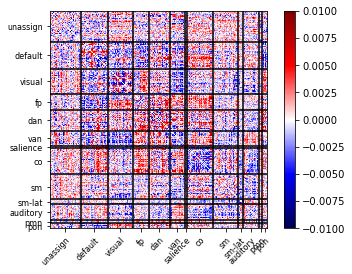 unassign
default
visual
fp
dan
van
salience
co
sm
sm-lat
auditory
pmn
pon
unassign
default
visual
fp
dan
van
salience
co
sm
sm-lat
auditory
pmn
pon
0.0100
0.0075
0.0050
0.0025
0.0000
−0.0025
−0.0050
−0.0075
−0.0100